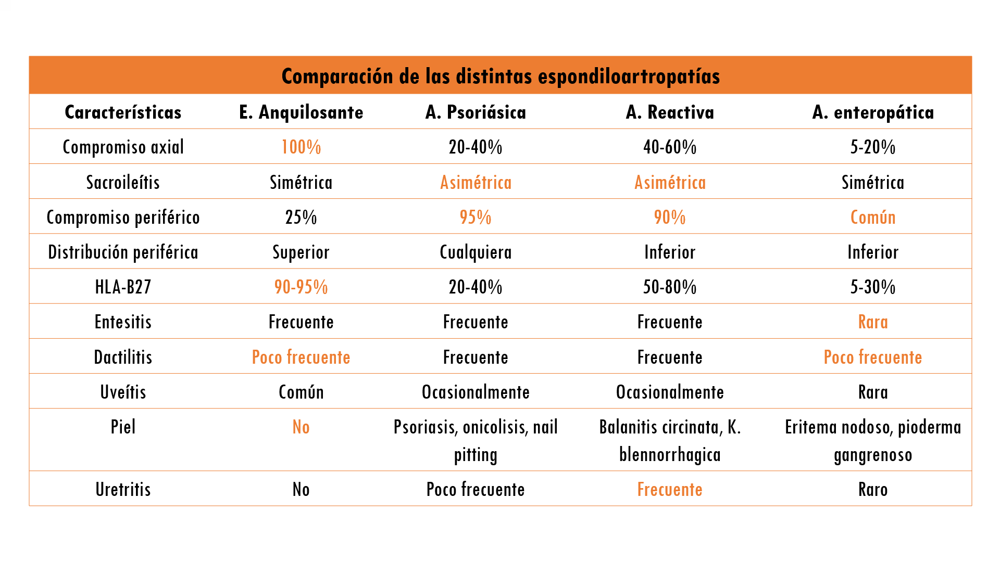 Comparación de las distintas espondiloartropatías
Características E. Anquilosante A. Psoriásica A. Reactiva A. enteropática
Compromiso axial 100% 20-40% 40-60% 5-20%
Sacroileítis Simétrica Asimétrica Asimétrica Simétrica
Compromiso periférico 25% 95% 90% Común
Distribución periférica Superior Cualquiera Inferior Inferior
HLA-B27 90-95% 20-40% 50-80% 5-30%
Entesitis Frecuente Frecuente Frecuente Rara
Dactilitis Poco frecuente Frecuente Frecuente Poco frecuente
Uveítis Común Ocasionalmente Ocasionalmente Rara
Piel No Psoriasis, onicolisis, nail Balanitis circinata, K. Eritema nodoso, pioderma
pitting blennorrhagica gangrenoso
Uretritis No Poco frecuente Frecuente Raro